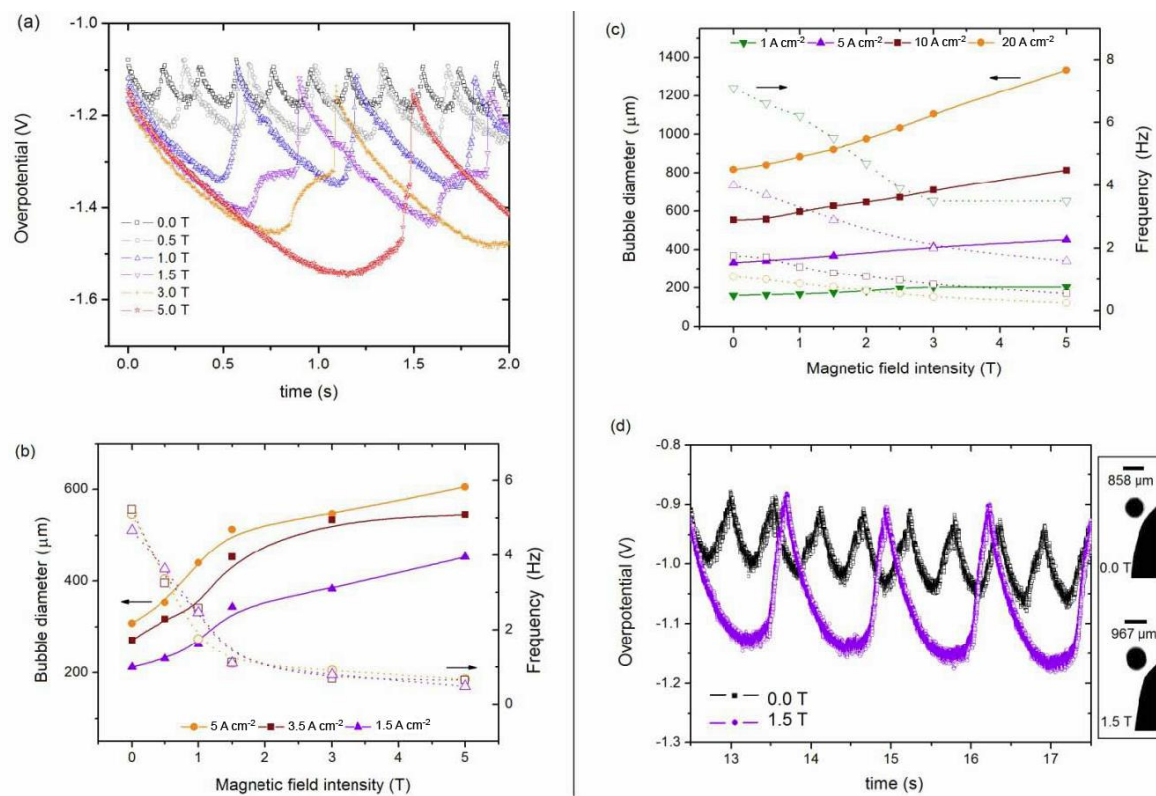 (a)
-1.0
-1.2
-1.4
-1.6
Overpotential (V)
0.0 T
0.5 T
1.0 T
1.5 T
3.0 T
5.0 T
0.0 0.5 1.0 1.5 2.0
time (s)
(b)
600
400
200
Bubble diameter (μm)
6
4
2
0
Frequency (Hz)
5 A cm-2 3.5 A cm-2 1.5 A cm-2
0 1 2 3 4 5
Magnetic field intensity (T)
(c)
1 A cm-2 5 A cm-2 10 A cm-2 20 A cm-2
1400
1200
1000
800
600
400
200
0
Bubble diameter (μm)
8
6
4
2
0
Frequency (Hz)
0 1 2 3 4 5
Magnetic field intensity (T)
(d)
-0.8
-0.9
-1.0
-1.1
-1.2
-1.3
Overpotential (V)
0.0 T
1.5 T
13 14 15 16 17
time (s)
858 μm
0.0 T
967 μm
1.5 T